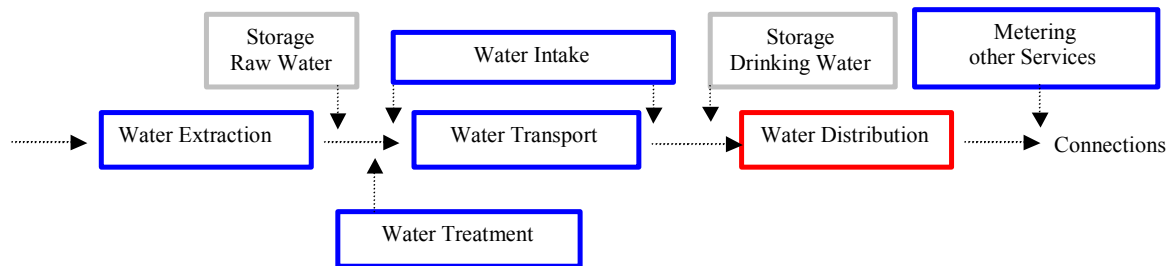 Storage
Raw Water
Water Intake
Storage
Drinking Water
Metering
other Services
Water Extraction
Water Transport
Water Distribution
Connections
Water Treatment